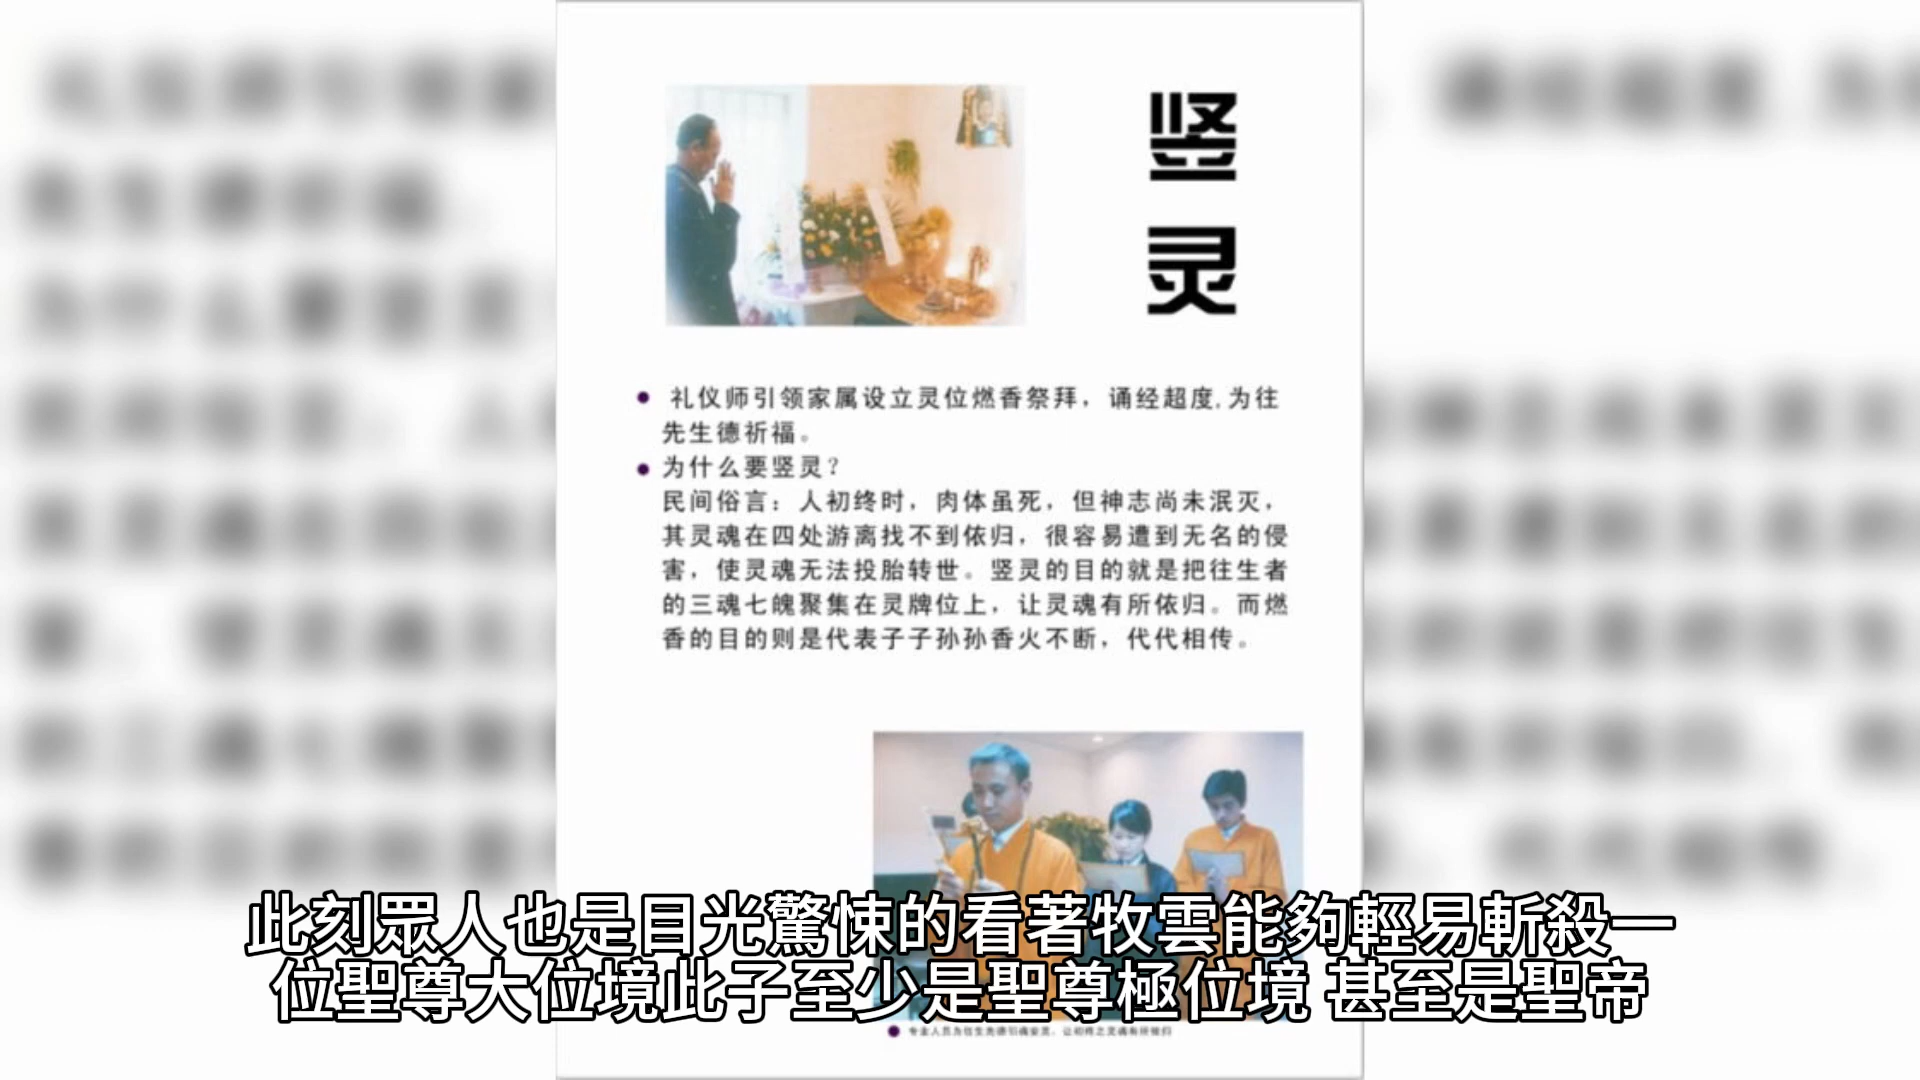 竖
灵
礼仪师引领家属设立灵位燃香祭拜，诵经超度,为往
先生德祈福。
为什么要竖灵？
民间俗言：人初终时，肉体虽死，但神志尚未泯灭，
其灵魂在四处游离找不到依归，很容易遭到无名的侵
害，使灵魂无法投胎转世。竖灵的目的就是把往生者
的三魂七魄聚集在灵牌位上，让灵魂有所依归。而燃
香的目的则是代表子子孙孙香火不断，代代相传。
此刻眾人也是目光驚悚的看著牧雲能夠輕易斬殺一
位聖尊大位境此子至少是聖尊極位境 甚至是聖帝